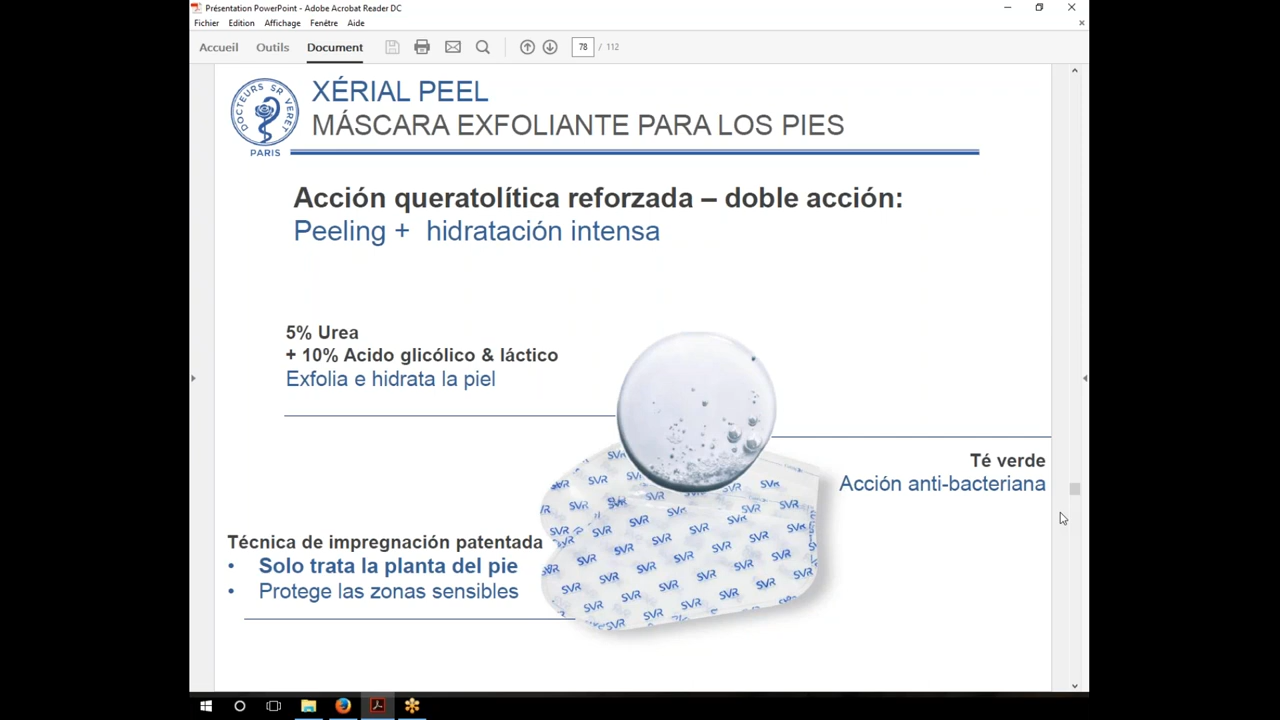 Présentation PowerPoint - Adobe Acrobat Reader DC
Fichier Edition Affichage Fenêtre Aide
Accueil Outils Document 78 / 112
DOCTEURS SR VERET
PARIS
XÉRIAL PEEL
MÁSCARA EXFOLIANTE PARA LOS PIES
Acción queratolítica reforzada – doble acción:
Peeling + hidratación intensa
5% Urea
+ 10% Acido glicólico & láctico
Exfolia e hidrata la piel
Té verde
Acción anti-bacteriana
Técnica de impregnación patentada
• Solo trata la planta del pie
• Protege las zonas sensibles
SVR